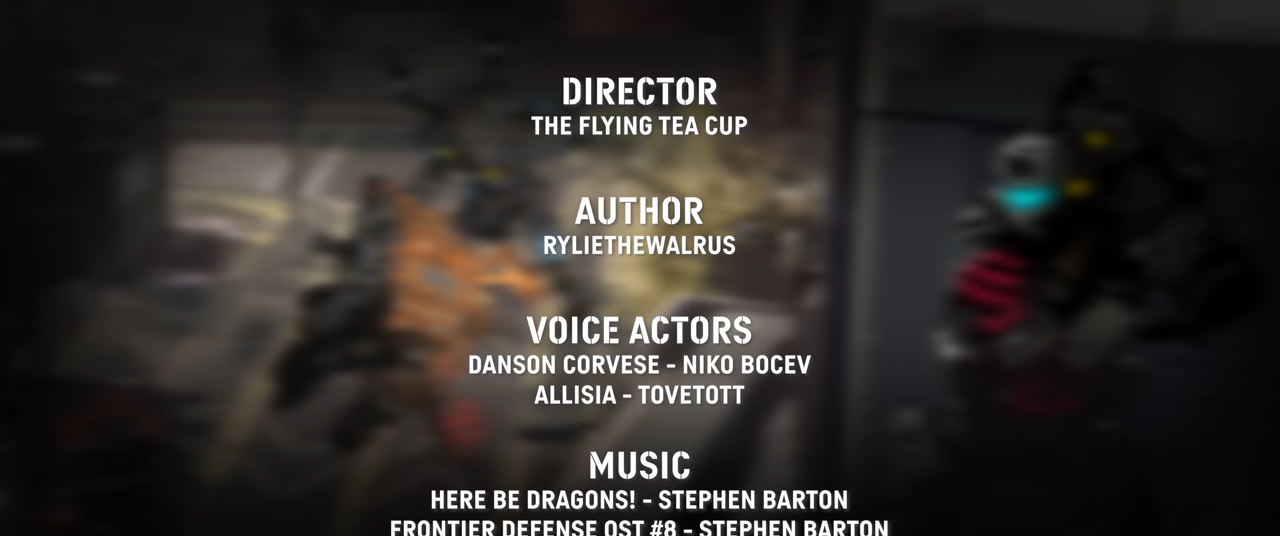 DIRECTOR
THE FLYING TEA CUP
AUTHOR
RYLIETHEWALRUS
VOICE ACTORS
DANSON CORVESE - NIKO BOCEV
ALLISIA - TOVETOTT
MUSIC
HERE BE DRAGONS! - STEPHEN BARTON
FRONTIER DEFENSE OST #8 - STEPHEN BARTON